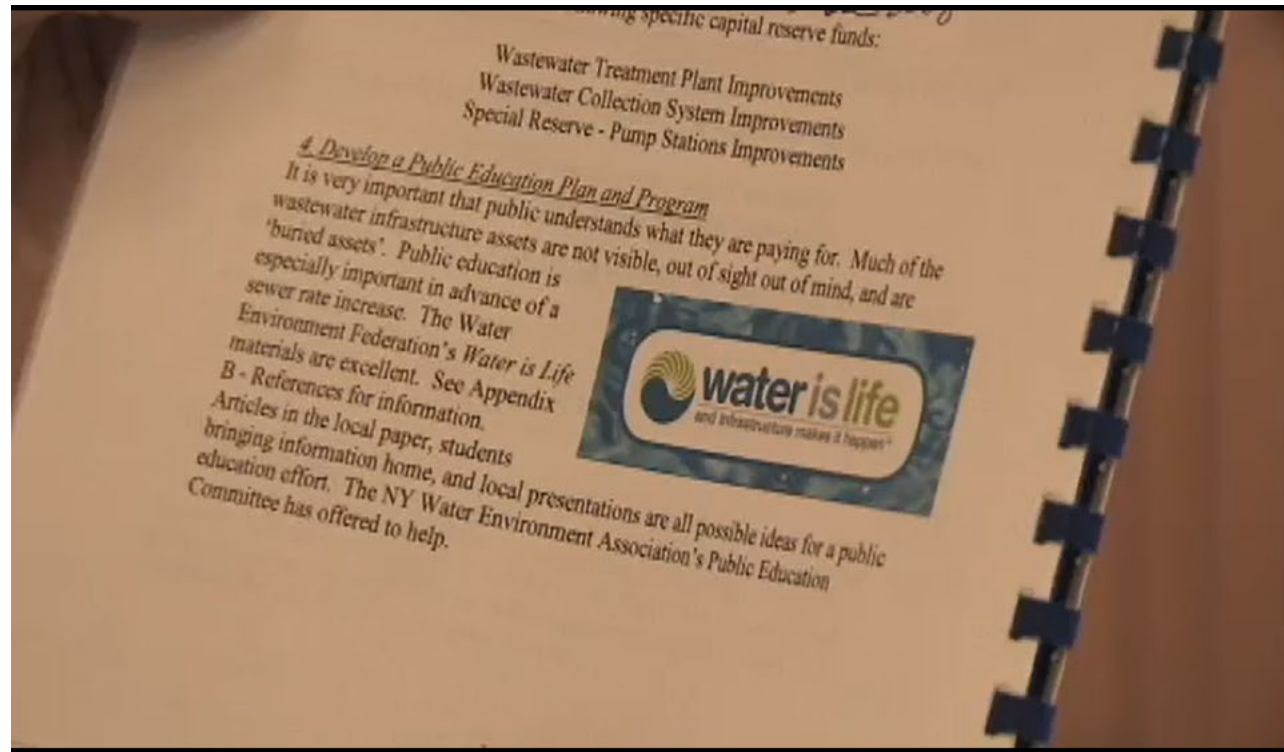 specific capital reserve funds:
Wastewater Treatment Plant Improvements
Wastewater Collection System Improvements
Special Reserve - Pump Stations Improvements
4. Develop a Public Education Plan and Program
It is very important that public understands what they are paying for. Much of the
wastewater infrastructure assets are not visible, out of sight out of mind, and are
'buried assets'. Public education is
especially important in advance of a
sewer rate increase. The Water
Environment Federation's Water is Life
materials are excellent. See Appendix
B - References for information.
Articles in the local paper, students
bringing information home, and local presentations are all possible ideas for a public
education effort. The NY Water Environment Association's Public Education
Committee has offered to help.
water is life
and infrastructure makes it happen™